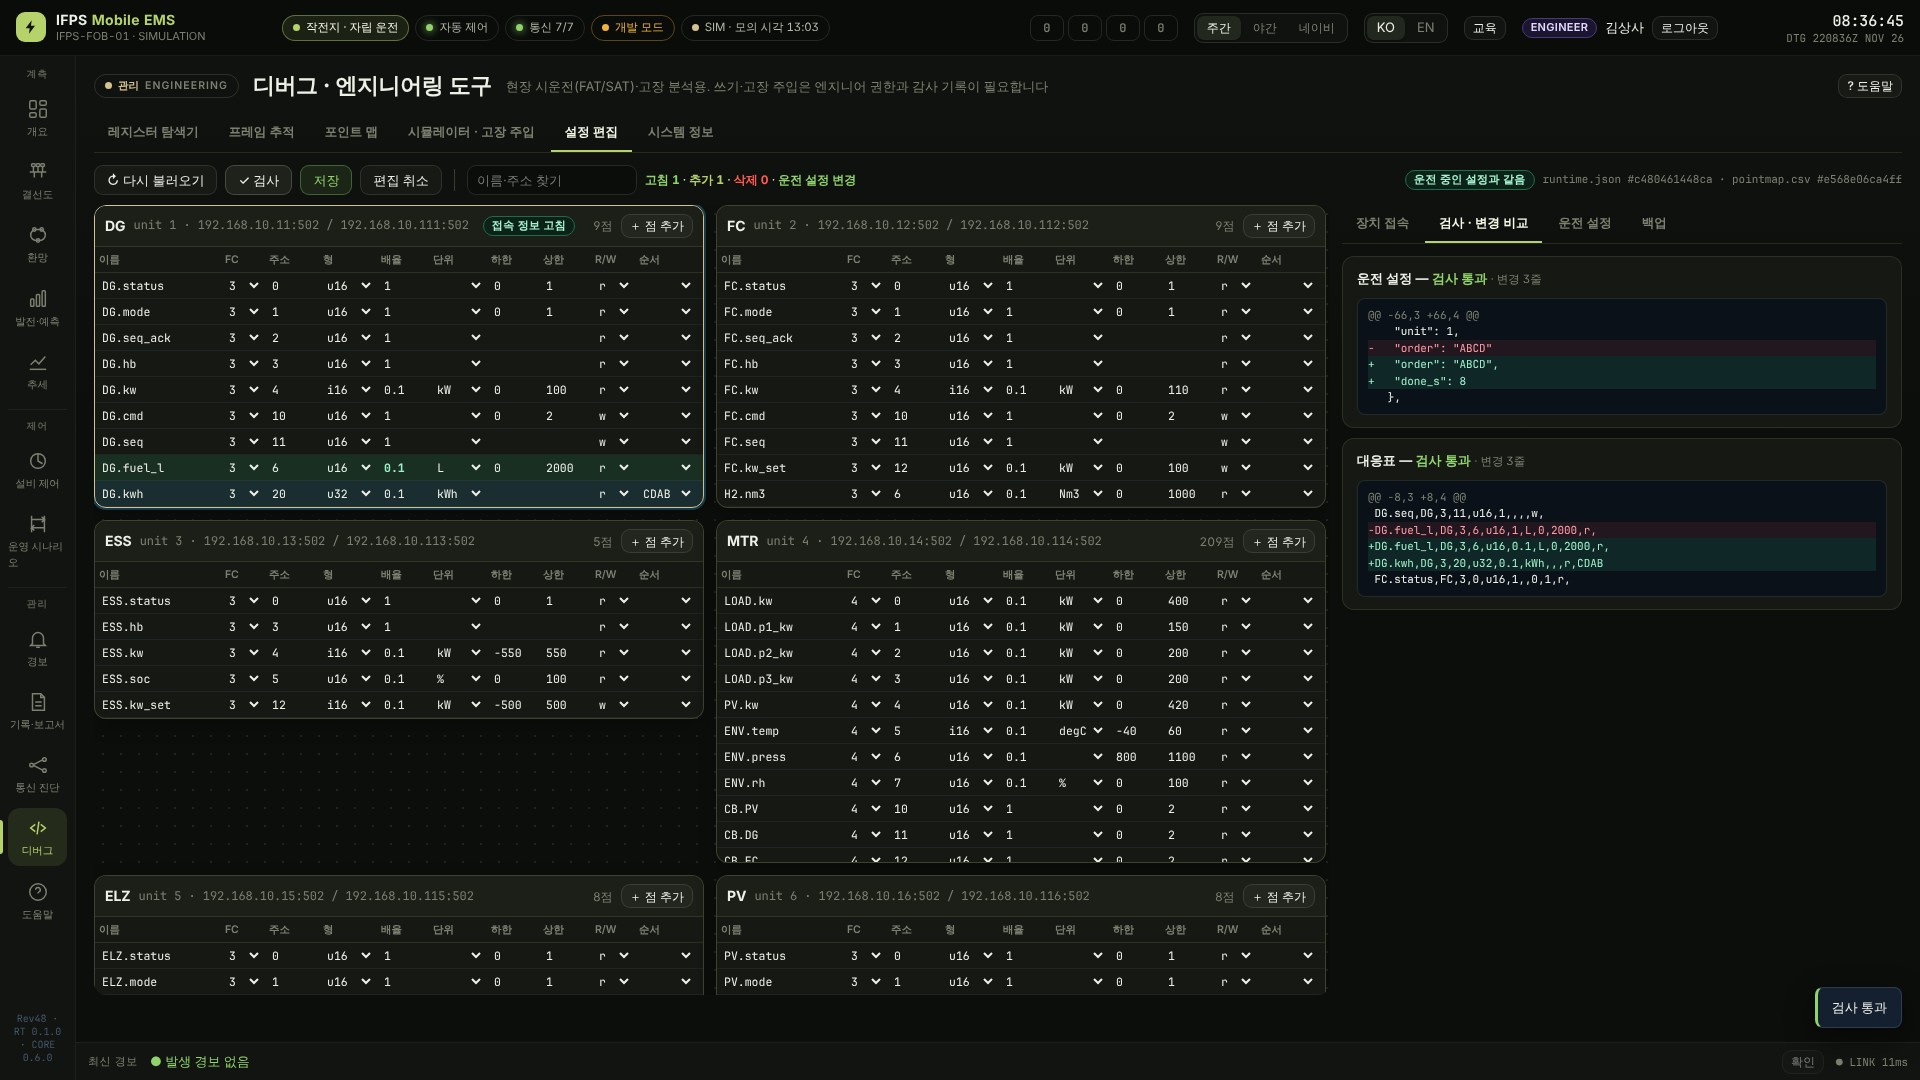 IFPS Mobile EMS
IFPS-FOB-01 · SIMULATION
작전지 · 자립 운전
자동 제어
통신 7/7
개발 모드
SIM · 모의 시각 13:03
0 0 0 0
주간 야간 네이비
KO EN
교육
ENGINEER 김상사 로그아웃
08:36:45
DTG 220836Z NOV 26
계측
개요
결선도
환망
발전·예측
추세
제어
설비 제어
운영 시나리오
관리
경보
기록·보고서
통신 진단
디버그
도움말
Rev48 ·
RT 0.1.0
· CORE
0.6.0
관리 ENGINEERING
디버그 · 엔지니어링 도구
현장 시운전(FAT/SAT)·고장 분석용. 쓰기·고장 주입은 엔지니어 권한과 감사 기록이 필요합니다
? 도움말
레지스터 탐색기 프레임 추적 포인트 맵 시뮬레이터 · 고장 주입 설정 편집 시스템 정보
↻ 다시 불러오기 ✓ 검사 저장 편집 취소 이름·주소 찾기 고침 1 · 추가 1 · 삭제 0 · 운전 설정 변경
운전 중인 설정과 같음 runtime.json #c480461448ca · pointmap.csv #e568e06ca4ff
DG unit 1 · 192.168.10.11:502 / 192.168.10.111:502 접속 정보 고침 9점 + 점 추가
이름 FC 주소 형 배율 단위 하한 상한 R/W 순서
DG.status 3 0 u16 1 0 1 r
DG.mode 3 1 u16 1 0 1 r
DG.seq_ack 3 2 u16 1 r
DG.hb 3 3 u16 1 r
DG.kw 3 4 i16 0.1 kW 0 100 r
DG.cmd 3 10 u16 1 0 2 w
DG.seq 3 11 u16 1 w
DG.fuel_l 3 6 u16 0.1 L 0 2000 r
DG.kwh 3 20 u32 0.1 kWh r CDAB
FC unit 2 · 192.168.10.12:502 / 192.168.10.112:502 9점 + 점 추가
이름 FC 주소 형 배율 단위 하한 상한 R/W 순서
FC.status 3 0 u16 1 0 1 r
FC.mode 3 1 u16 1 0 1 r
FC.seq_ack 3 2 u16 1 r
FC.hb 3 3 u16 1 r
FC.kw 3 4 i16 0.1 kW 0 110 r
FC.cmd 3 10 u16 1 0 2 w
FC.seq 3 11 u16 1 w
FC.kw_set 3 12 u16 0.1 kW 0 100 w
H2.nm3 3 6 u16 0.1 Nm3 0 1000 r
ESS unit 3 · 192.168.10.13:502 / 192.168.10.113:502 5점 + 점 추가
이름 FC 주소 형 배율 단위 하한 상한 R/W 순서
ESS.status 3 0 u16 1 0 1 r
ESS.hb 3 3 u16 1 r
ESS.kw 3 4 i16 0.1 kW -550 550 r
ESS.soc 3 5 u16 0.1 % 0 100 r
ESS.kw_set 3 12 i16 0.1 kW -500 500 w
MTR unit 4 · 192.168.10.14:502 / 192.168.10.114:502 209점 + 점 추가
이름 FC 주소 형 배율 단위 하한 상한 R/W 순서
LOAD.kw 4 0 u16 0.1 kW 0 400 r
LOAD.p1_kw 4 1 u16 0.1 kW 0 150 r
LOAD.p2_kw 4 2 u16 0.1 kW 0 200 r
LOAD.p3_kw 4 3 u16 0.1 kW 0 200 r
PV.kw 4 4 u16 0.1 kW 0 420 r
ENV.temp 4 5 i16 0.1 degC -40 60 r
ENV.press 4 6 u16 0.1 800 1100 r
ENV.rh 4 7 u16 0.1 % 0 100 r
CB.PV 4 10 u16 1 0 2 r
CB.DG 4 11 u16 1 0 2 r
CB.FC 4 12 u16 1 0 2 r
ELZ unit 5 · 192.168.10.15:502 / 192.168.10.115:502 8점 + 점 추가
이름 FC 주소 형 배율 단위 하한 상한 R/W 순서
ELZ.status 3 0 u16 1 0 1 r
ELZ.mode 3 1 u16 1 0 1 r
PV unit 6 · 192.168.10.16:502 / 192.168.10.116:502 8점 + 점 추가
이름 FC 주소 형 배율 단위 하한 상한 R/W 순서
PV.status 3 0 u16 1 0 1 r
PV.mode 3 1 u16 1 0 1 r
장치 접속 검사 · 변경 비교 운전 설정 백업
운전 설정 — 검사 통과 · 변경 3줄
@@ -66,3 +66,4 @@
"unit": 1,
- "order": "ABCD"
+ "order": "ABCD",
+ "done_s": 8
},
대응표 — 검사 통과 · 변경 3줄
@@ -8,3 +8,4 @@
DG.seq,DG,3,11,u16,1,,,,w,
-DG.fuel_l,DG,3,6,u16,1,L,0,2000,r,
+DG.fuel_l,DG,3,6,u16,0.1,L,0,2000,r,
+DG.kwh,DG,3,20,u32,0.1,kWh,,,r,CDAB
FC.status,FC,3,0,u16,1,,0,1,r,
검사 통과
최신 경보 발생 경보 없음
확인 LINK 11ms